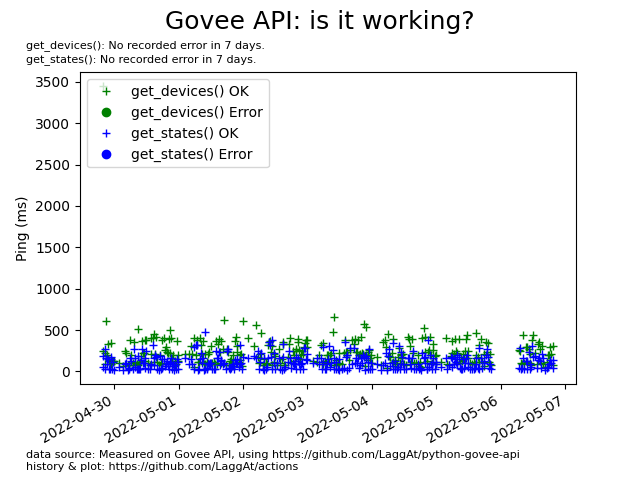 Govee API: is it working?
get_devices(): No recorded error in 7 days.
get_states(): No recorded error in 7 days.
get_devices() OK
get_devices() Error
get_states() OK
get_states() Error
Ping (ms)
3500
3000
2500
2000
1500
1000
500
0
2022-04-30
2022-05-01
2022-05-02
2022-05-03
2022-05-04
2022-05-05
2022-05-06
2022-05-07
data source: Measured on Govee API, using https://github.com/LaggAt/python-govee-api
history & plot: https://github.com/LaggAt/actions